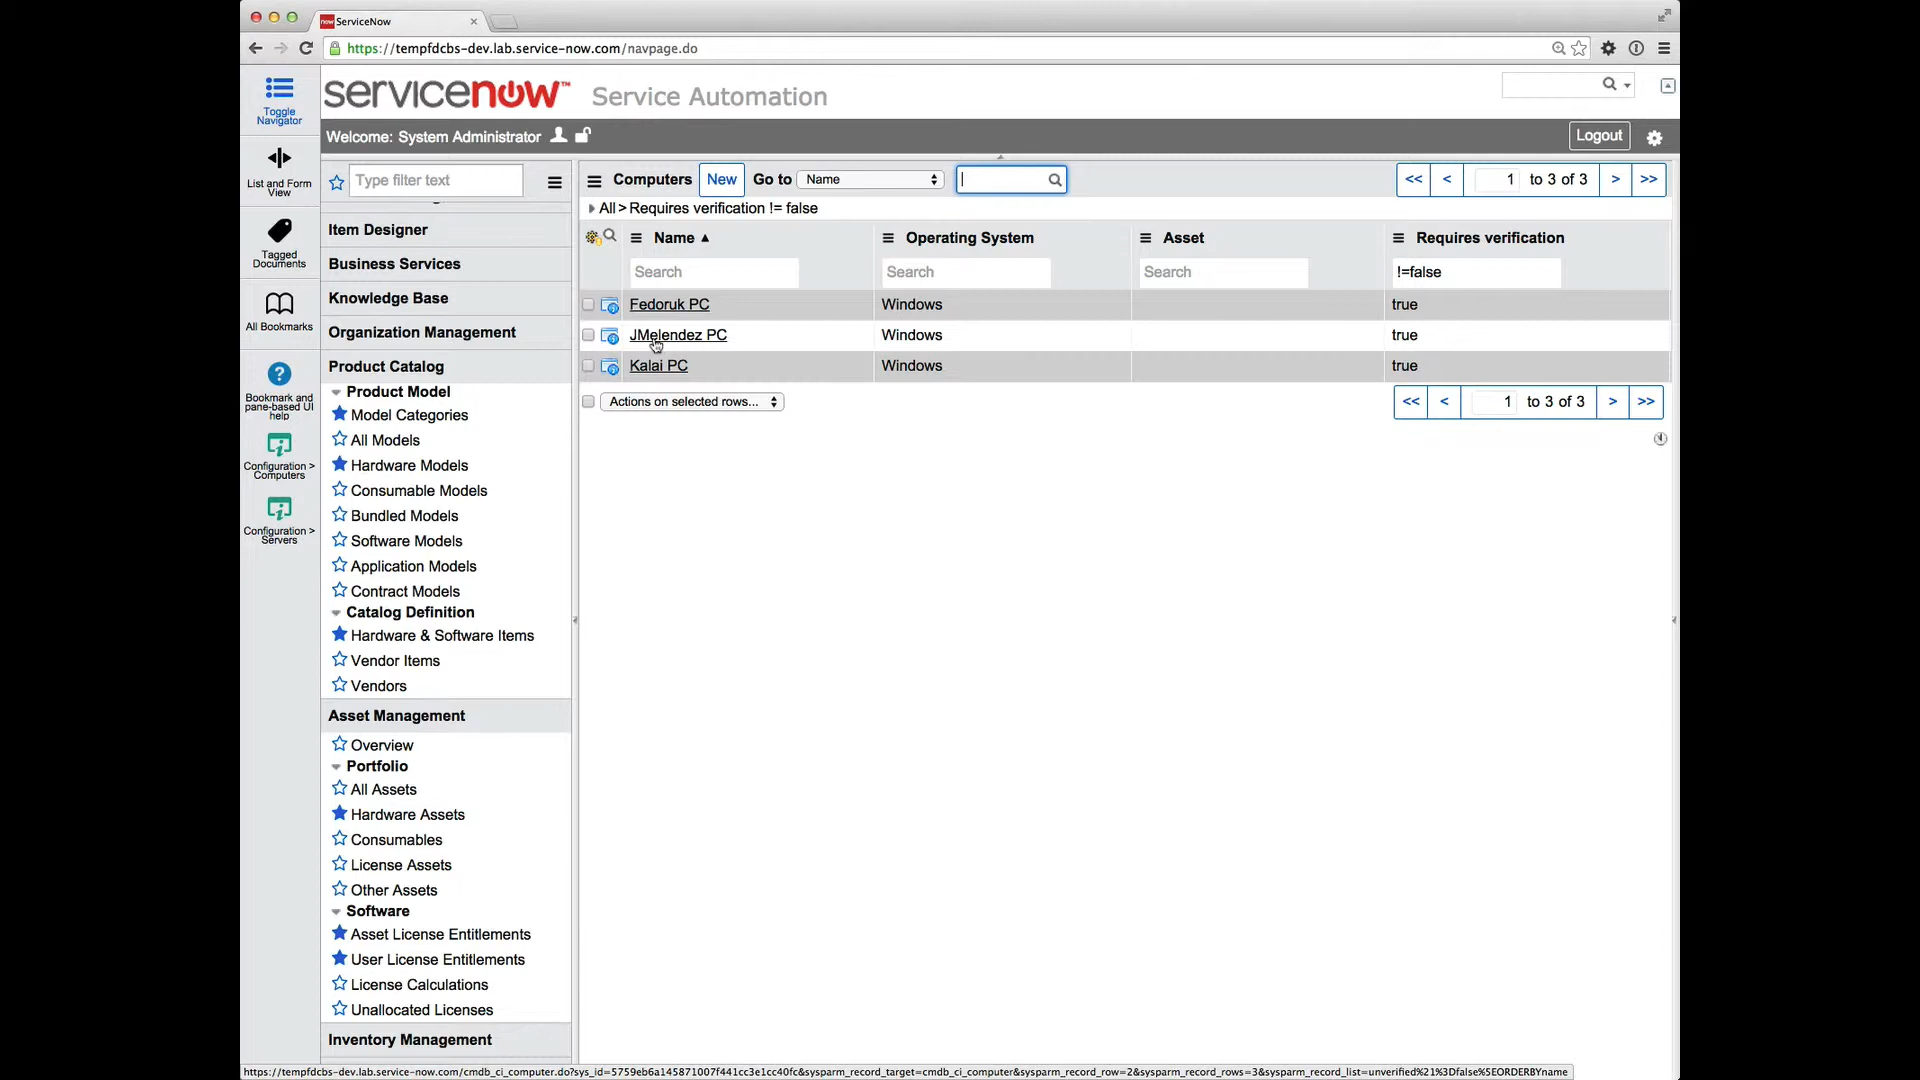 ServiceNow
https://tempfdcbs-dev.lab.service-now.com/navpage.do
Toggle
Navigator
servicenow™ Service Automation
Welcome: System Administrator
Logout
List and Form
View
Tagged
Documents
All Bookmarks
Bookmark and
pane-based UI
help
Configuration >
Computers
Configuration >
Servers
Type filter text
Item Designer
Business Services
Knowledge Base
Organization Management
Product Catalog
Product Model
Model Categories
All Models
Hardware Models
Consumable Models
Bundled Models
Software Models
Application Models
Contract Models
Catalog Definition
Hardware & Software Items
Vendor Items
Vendors
Asset Management
Overview
Portfolio
All Assets
Hardware Assets
Consumables
License Assets
Other Assets
Software
Asset License Entitlements
User License Entitlements
License Calculations
Unallocated Licenses
Inventory Management
Computers New Go to Name << < 1 to 3 of 3 > >>
All > Requires verification != false
Name ▲ Operating System Asset Requires verification
Search Search Search !=false
Fedoruk PC Windows true
JMelendez PC Windows true
Kalai PC Windows true
Actions on selected rows... << < 1 to 3 of 3 > >>
https://tempfdcbs-dev.lab.service-now.com/cmdb_ci_computer.do?sys_id=5759eb6a145871007f441cc3e1cc40fc&sysparm_record_target=cmdb_ci_computer&sysparm_record_row=2&sysparm_record_rows=3&sysparm_record_list=unverified%21%3Dfalse%5EORDERBYname